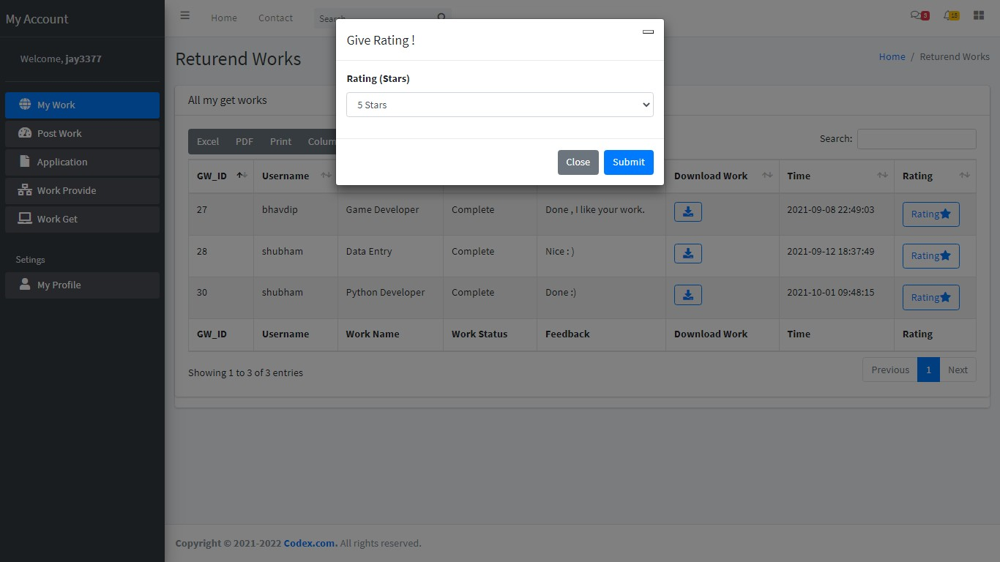 My Account
Home Contact Search
5 15
Welcome, jay3377
My Work
Post Work
Application
Work Provide
Work Get
Setings
My Profile
Returend Works
Home / Returend Works
All my get works
Excel PDF Print Colum
Search:
Give Rating !
Rating (Stars)
5 Stars
Close Submit
GW_ID Username Download Work Time Rating
27 bhavdip Game Developer Complete Done , I like your work. 2021-09-08 22:49:03 Rating
28 shubham Data Entry Complete Nice : ) 2021-09-12 18:37:49 Rating
30 shubham Python Developer Complete Done :) 2021-10-01 09:48:15 Rating
GW_ID Username Work Name Work Status Feedback Download Work Time Rating
Showing 1 to 3 of 3 entries
Previous 1 Next
Copyright © 2021-2022 Codex.com. All rights reserved.